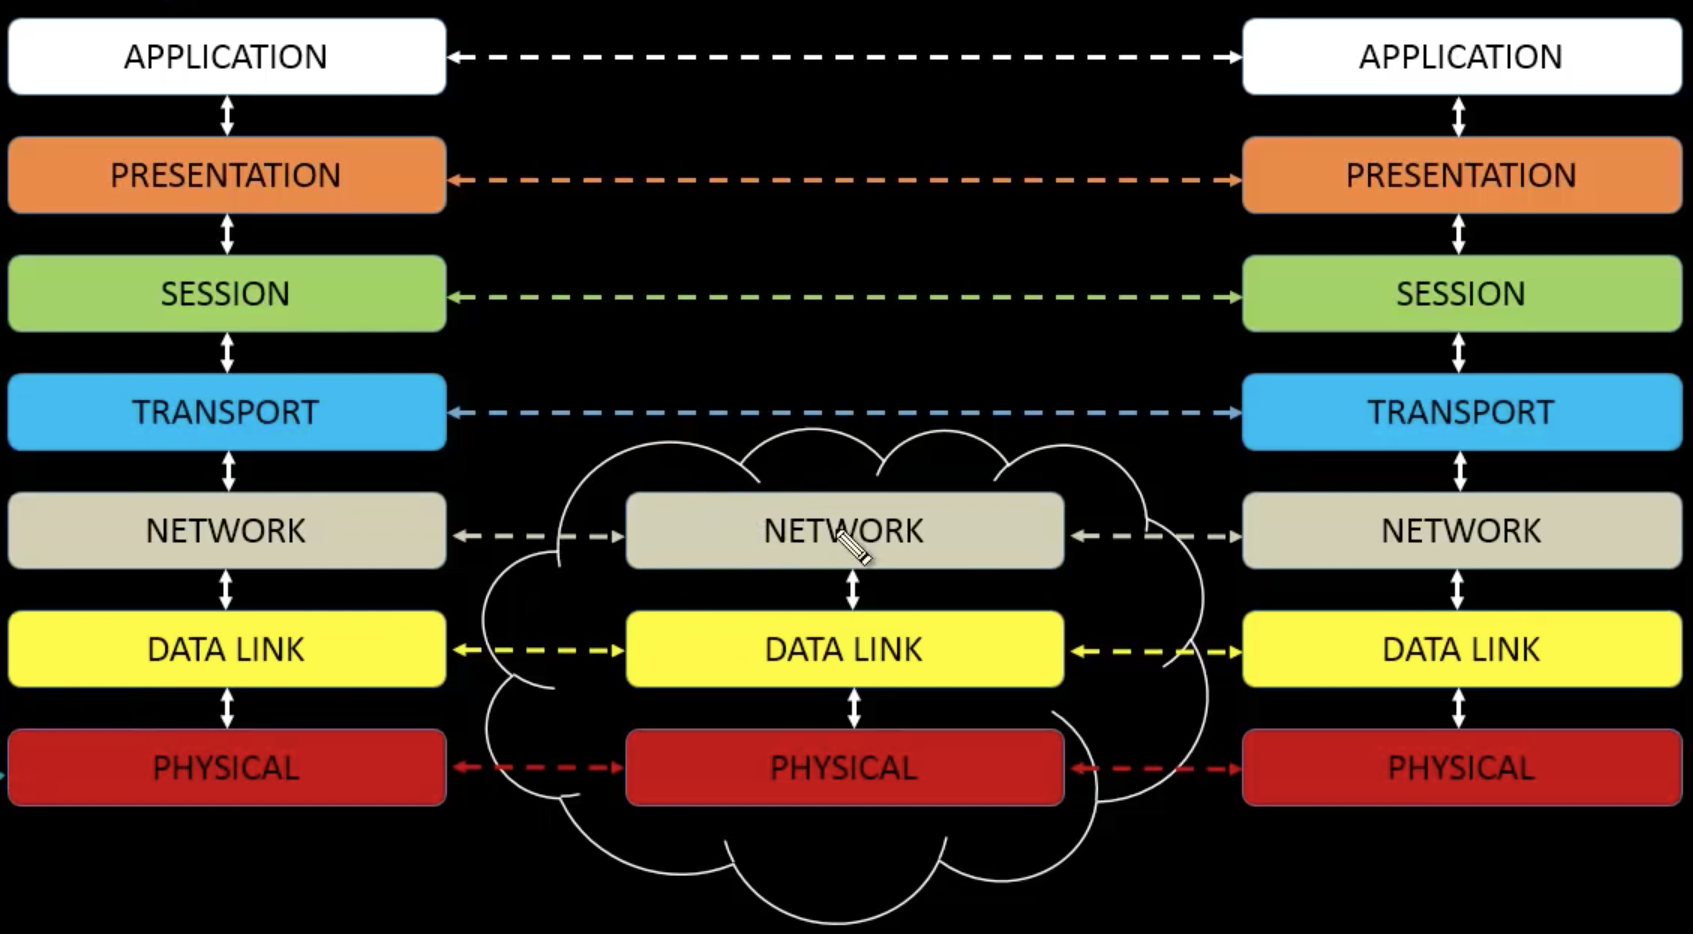 APPLICATION
APPLICATION
PRESENTATION
PRESENTATION
SESSION
SESSION
TRANSPORT
TRANSPORT
NETWORK
NETWORK
NETWORK
DATA LINK
DATA LINK
DATA LINK
PHYSICAL
PHYSICAL
PHYSICAL